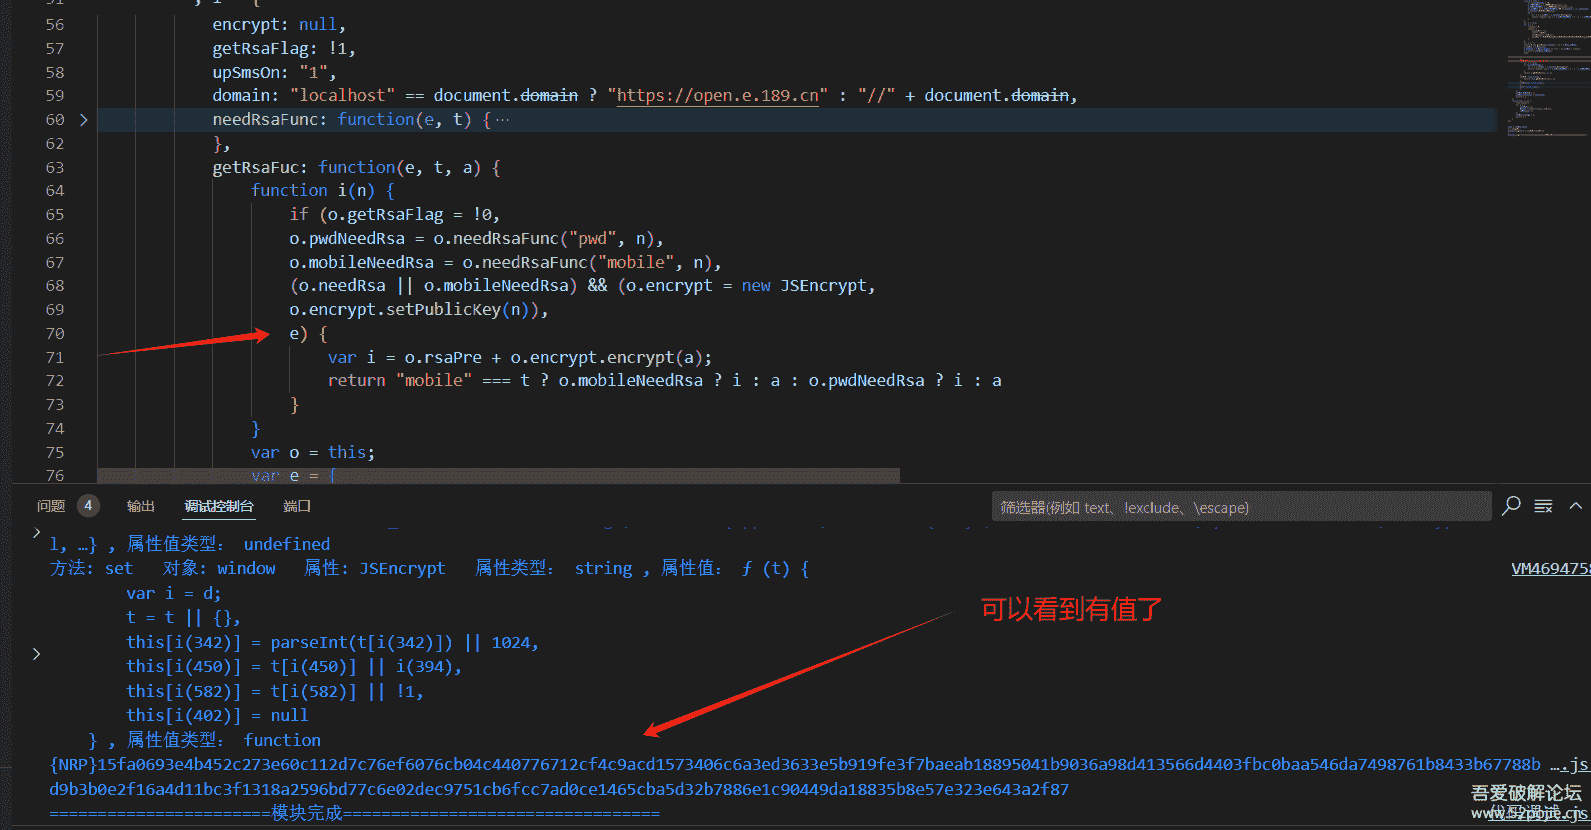 encrypt: null,
56
getRsaFlag: !1,
57
upSmsOn: "1",
58
domain: "localhost" == document.domain ? "https://open.e.189.cn" : "//" + document.domain,
59
needRsaFunc: function(e, t) {…
60
},
62
getRsaFuc: function(e, t, a) {
63
function i(n) {
64
if (o.getRsaFlag = !0,
65
o.pwdNeedRsa = o.needRsaFunc("pwd", n),
66
o.mobileNeedRsa = o.needRsaFunc("mobile", n),
67
(o.needRsa || o.mobileNeedRsa) && (o.encrypt = new JSEncrypt,
68
o.encrypt.setPublicKey(n)),
69
e) {
70
var i = o.rsaPre + o.encrypt.encrypt(a);
71
return "mobile" === t ? o.mobileNeedRsa ? i : a : o.pwdNeedRsa ? i : a
72
}
73
}
74
var o = this;
75
var e = {
76
问题 4 输出 调试控制台 端口
筛选器(例如 text、!exclude、\escape)
l, …} , 属性值类型： undefined
方法: set 对象: window 属性: JSEncrypt 属性类型： string , 属性值： ƒ (t) {
VM4694758
var i = d;
t = t || {},
this[i(342)] = parseInt(t[i(342)]) || 1024,
this[i(450)] = t[i(450)] || i(394),
this[i(582)] = t[i(582)] || !1,
this[i(402)] = null
} , 属性值类型： function
可以看到有值了
{NRP}15fa0693e4b452c273e60c112d7c76ef6076cb04c440776712cf4c9acd1573406c6a3ed3633e5b919fe3f7baeab18895041b9036a98d413566d4403fbc0baa546da7498761b8433b67788b
….js
d9b3b0e2f16a4d11bc3f1318a2596bd77c6e02dec9751cb6fcc7ad0ce1465cba5d32b7886e1c90449da18835b8e57e323e643a2f87
=======================模块完成=================================
吾爱破解论坛
www.52pojie.cn